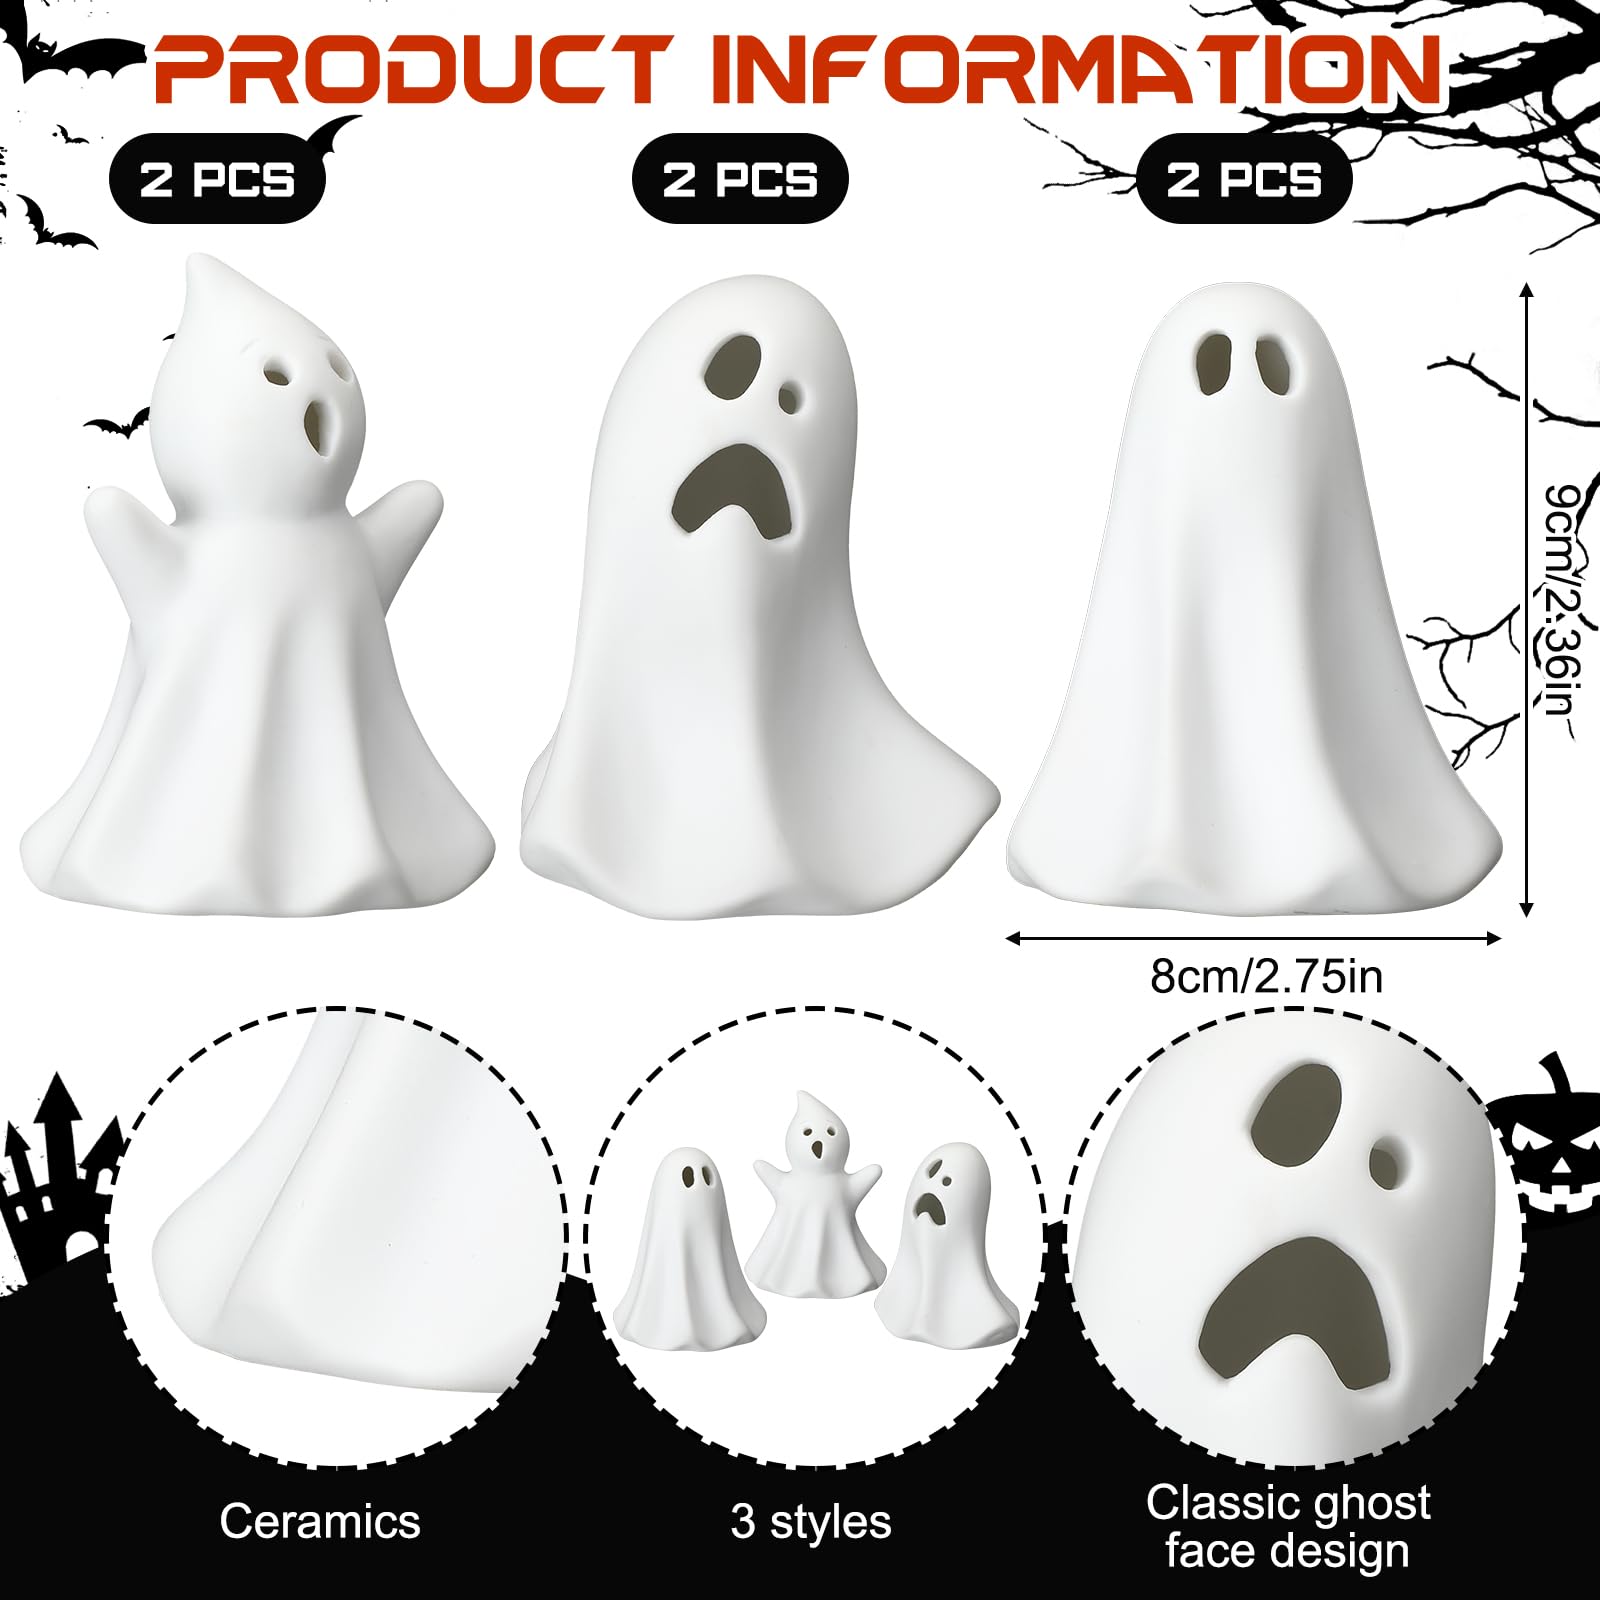 PRODUCT INFORMATION
2 PCS
2 PCS
2 PCS
9cm/2.36in
8cm/2.75in
Ceramics
3 styles
Classic ghost
face design